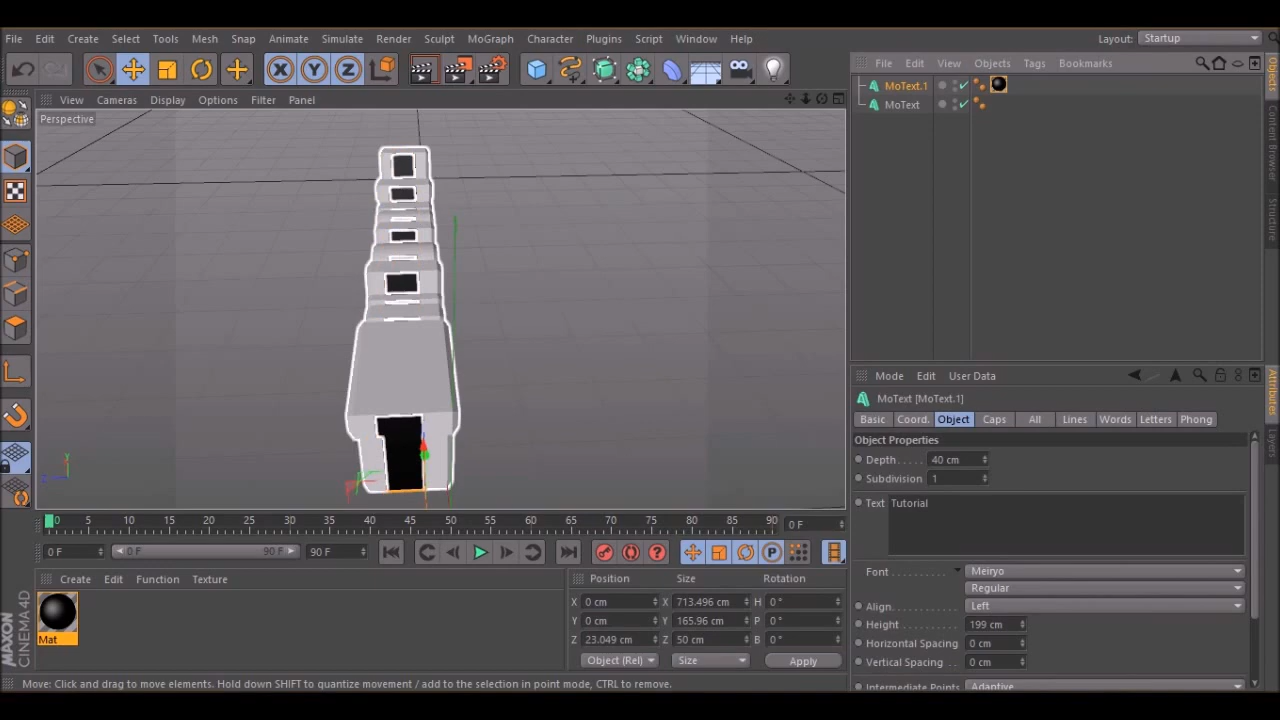 File Edit Create Select Tools Mesh Snap Animate Simulate Render Sculpt MoGraph Character Plugins Script Window Help
Layout: Startup
X Y Z
View Cameras Display Options Filter Panel
File Edit View Objects Tags Bookmarks
Objects
Content Browser
Structure
Perspective
MoText.1
MoText
Y
Z
Mode Edit User Data
Attributes
Layers
MoText [MoText.1]
Basic Coord. Object Caps All Lines Words Letters Phong
Object Properties
Depth..... 40 cm
Subdivision 1
Text Tutorial
0 5 10 15 20 25 30 35 40 45 50 55 60 65 70 75 80 85 90 0 F
0 F 0 F 90 F 90 F
P
Font
Meiryo
Regular
Align. Left
Height 199 cm
Horizontal Spacing 0 cm
Vertical Spacing 0 cm
Intermediate Points Adaptive
Create Edit Function Texture
Mat
Position Size Rotation
X 0 cm X 713.496 cm H 0 °
Y 0 cm Y 165.96 cm P 0 °
Z 23.049 cm Z 50 cm B 0 °
Object (Rel) Size Apply
MAXON
CINEMA 4D
Move: Click and drag to move elements. Hold down SHIFT to quantize movement / add to the selection in point mode, CTRL to remove.